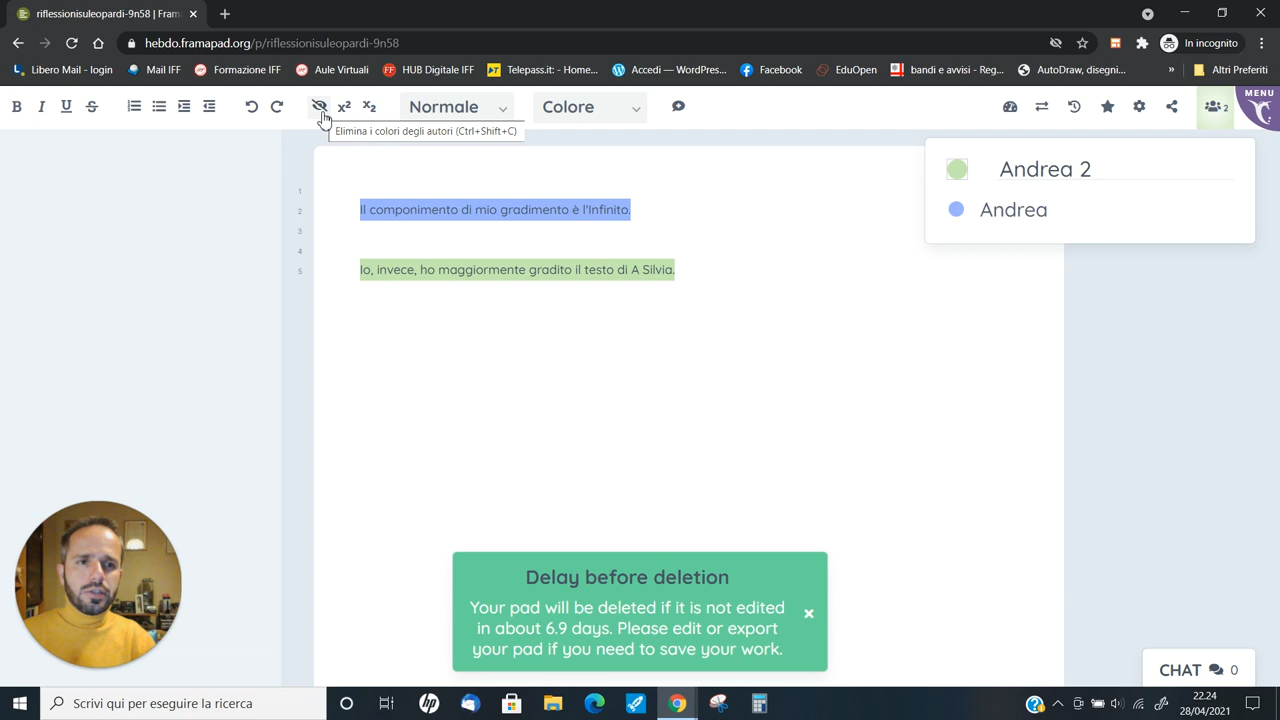 riflessionisuleopardi-9n58 | Fram
hebdo.framapad.org/p/riflessionisuleopardi-9n58
In incognito
Libero Mail - login
Mail IFF
Formazione IFF
Aule Virtuali
HUB Digitale IFF
Telepass.it: - Home...
Accedi — WordPres...
Facebook
EduOpen
bandi e avvisi - Reg...
AutoDraw, disegni...
»
Altri Preferiti
B I U S
x² x₂
Normale
Colore
2
MENU
Elimina i colori degli autori (Ctrl+Shift+C)
Andrea 2
Andrea
1
2 Il componimento di mio gradimento è l'Infinito.
3
4
5 Io, invece, ho maggiormente gradito il testo di A Silvia.
Delay before deletion
Your pad will be deleted if it is not edited
in about 6.9 days. Please edit or export
your pad if you need to save your work.
CHAT 0
Scrivi qui per eseguire la ricerca
22.24
28/04/2021